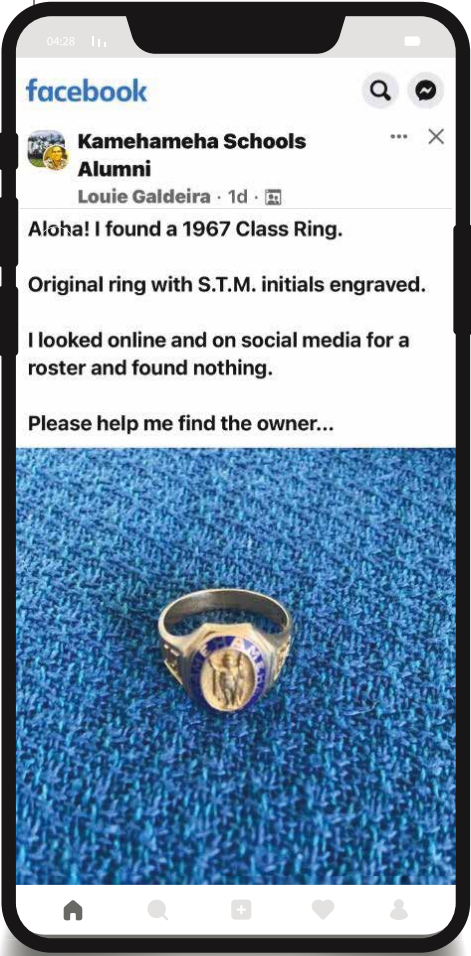 04:28
facebook
Kamehameha Schools
Alumni
Louie Galdeira · 1d ·
Aloha! I found a 1967 Class Ring.
Original ring with S.T.M. initials engraved.
I looked online and on social media for a
roster and found nothing.
Please help me find the owner...